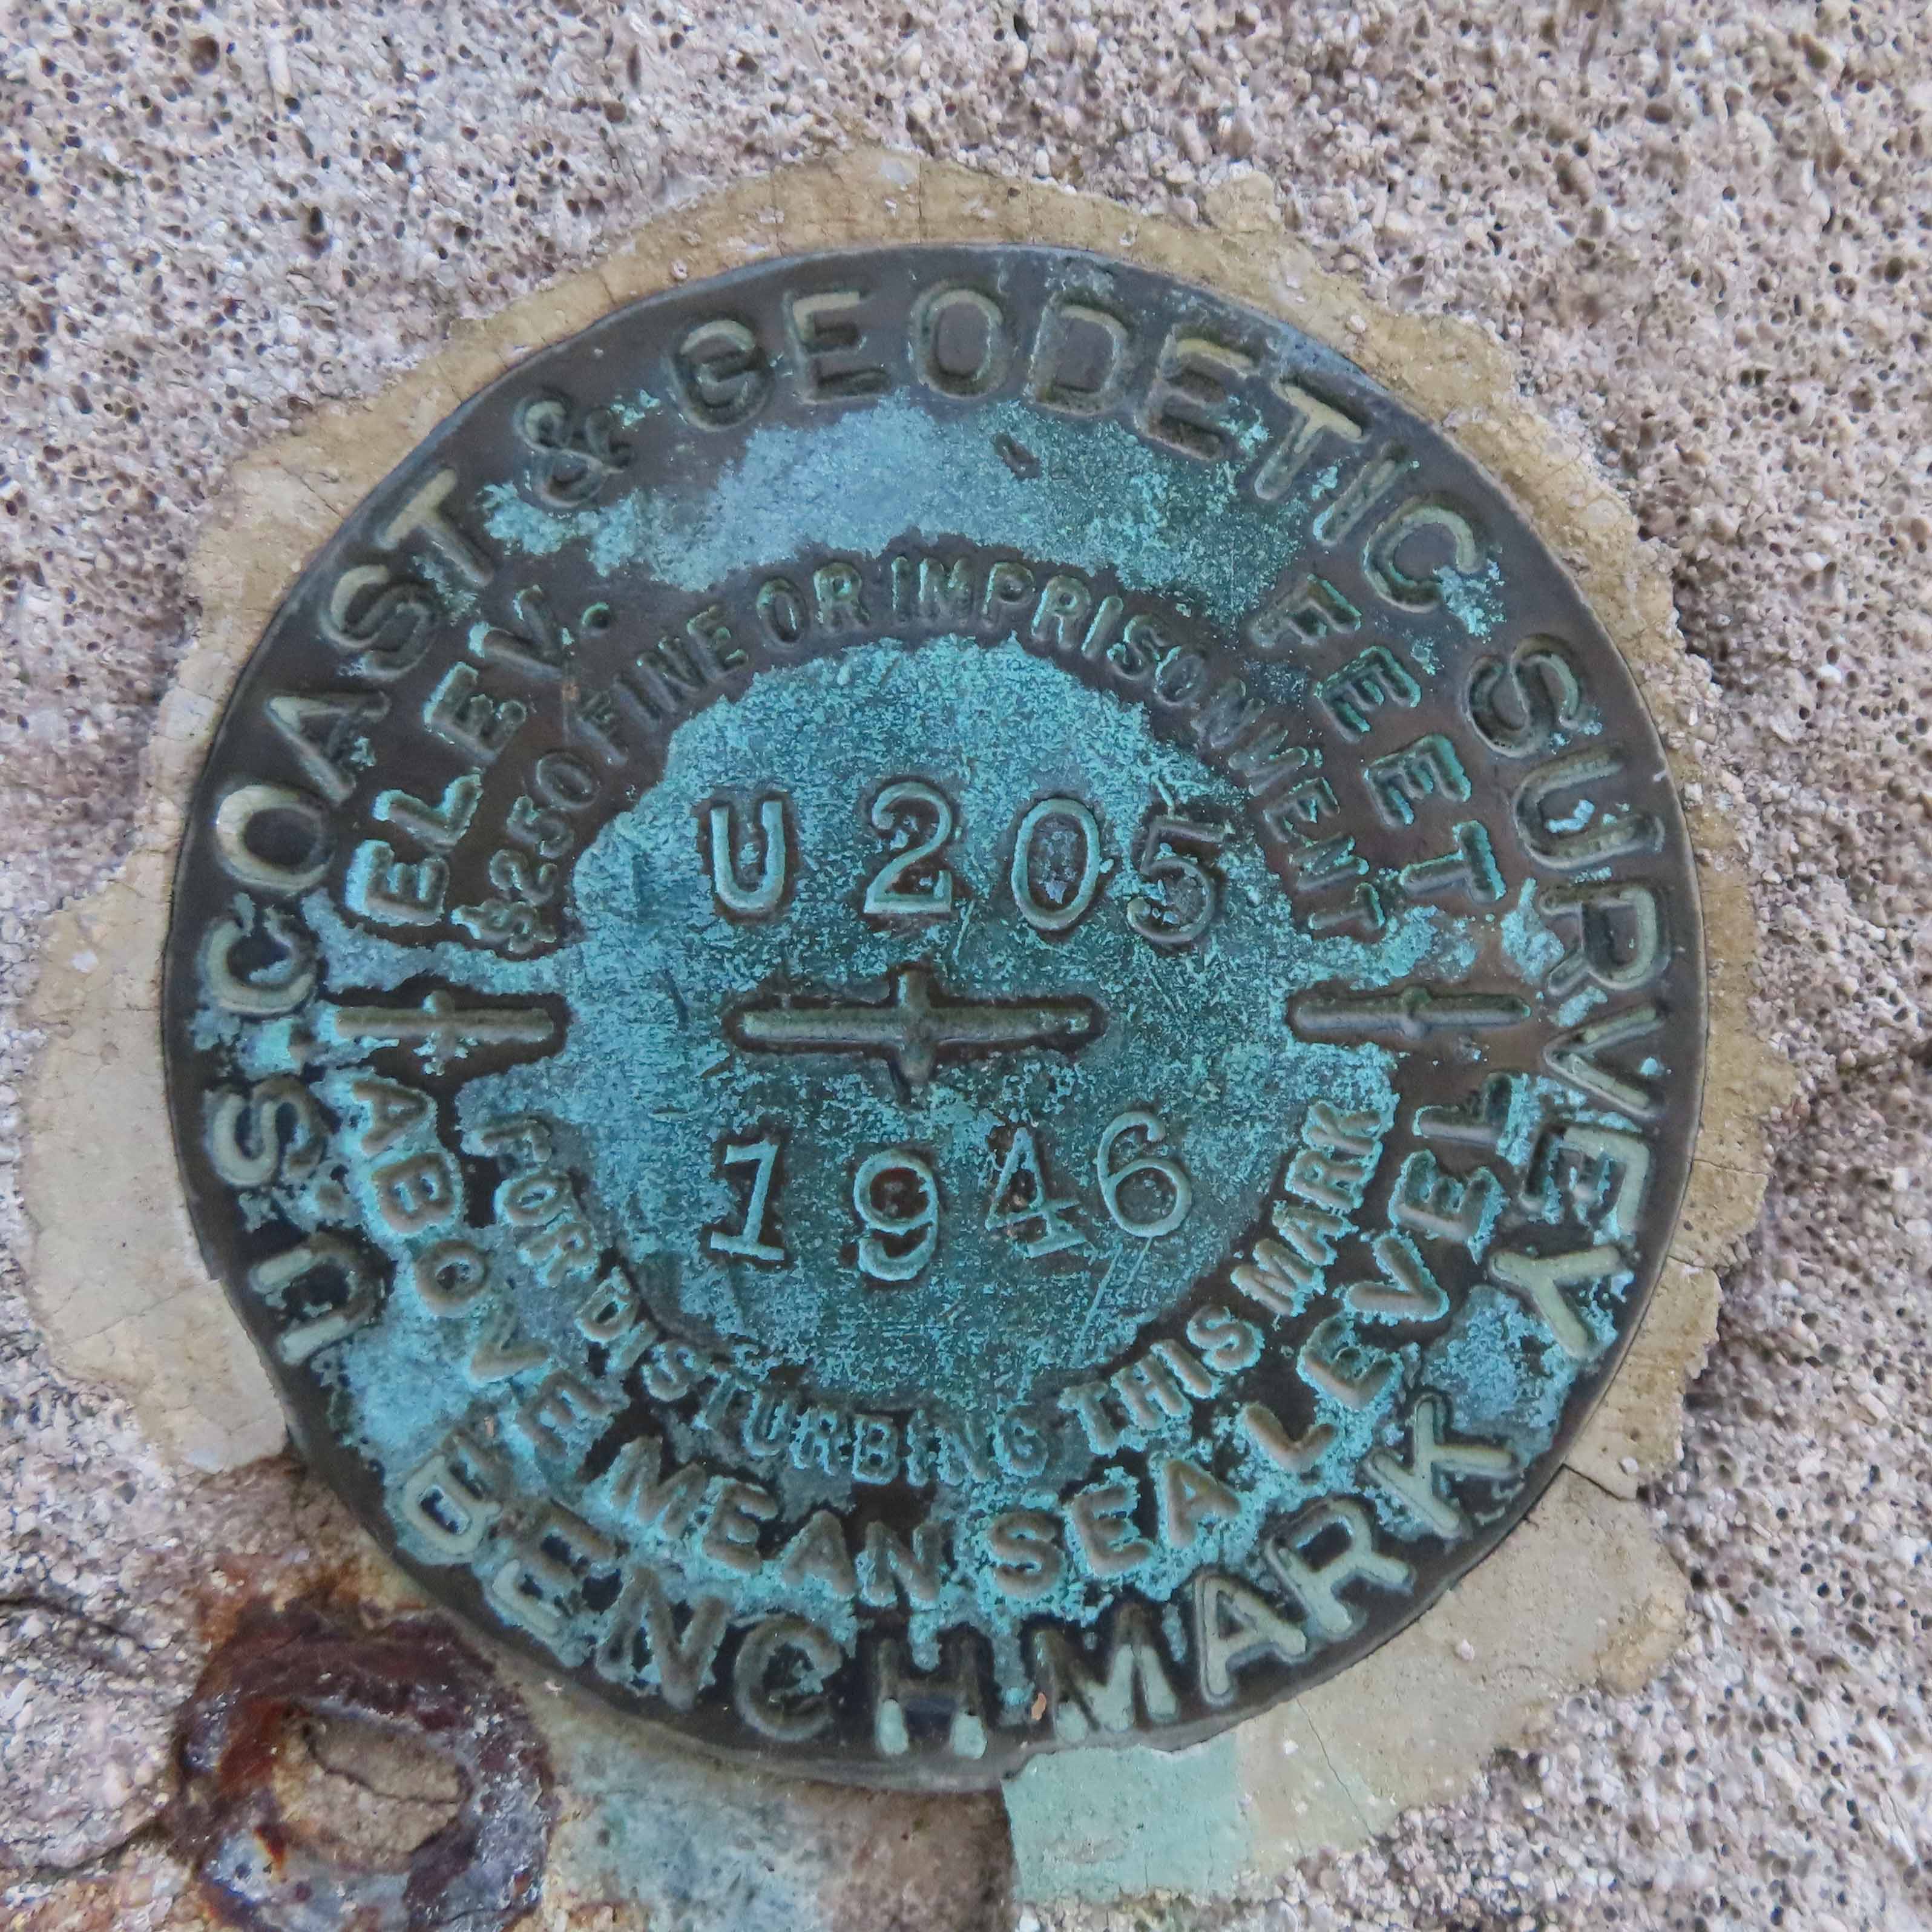 U.S. COAST & GEODETIC SURVEY
ELEV. FEET
$250 FINE OR IMPRISONMENT
U 205
1946
FOR DISTURBING THIS MARK
ABOVE MEAN SEA LEVEL
BENCH MARK